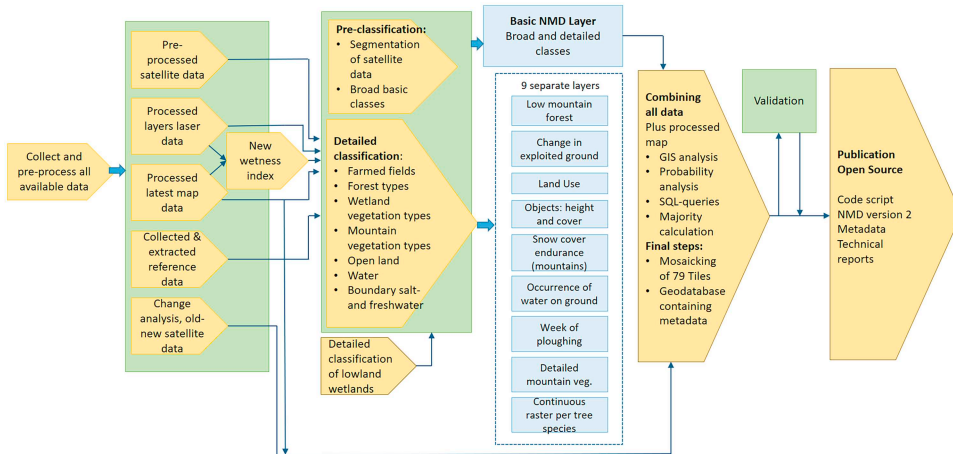 Collect and
pre-process all
available data
Pre-
processed
satellite data
Processed
layers laser
data
Processed
latest map
data
Collected &
extracted
reference
data
Change
analysis, old-
new satellite
data
New
wetness
index
Pre-classification:
• Segmentation
of satellite
data
• Broad basic
classes
Detailed
classification:
• Farmed fields
• Forest types
• Wetland
vegetation types
• Mountain
vegetation types
• Open land
• Water
• Boundary salt-
and freshwater
Detailed
classification
of lowland
wetlands
Basic NMD Layer
Broad and detailed
classes
9 separate layers
Low mountain
forest
Change in
exploited ground
Land Use
Objects: height
and cover
Snow cover
endurance
(mountains)
Occurrence of
water on ground
Week of
ploughing
Detailed
mountain veg.
Continuous
raster per tree
species
Combining
all data
Plus processed
map
• GIS analysis
• Probability
analysis
• SQL-queries
• Majority
calculation
Final steps:
• Mosaicking
of 79 Tiles
• Geodatabase
containing
metadata
Validation
Publication
Open Source
Code script
NMD version 2
Metadata
Technical
reports